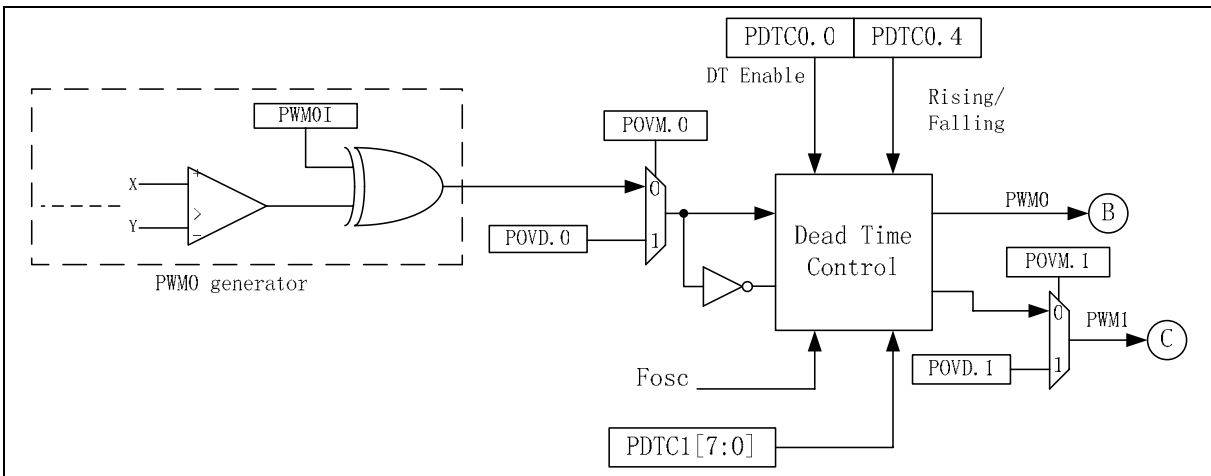 PDTC0.0 PDTC0.4
DT Enable
Rising/
Falling
PWM0I
POVM.0
X
+
>
Y
-
0
1
POVD.0
PWM0 generator
Dead Time
Control
PWM0
B
POVM.1
0
1
PWM1
C
POVD.1
Fosc
PDTC1[7:0]